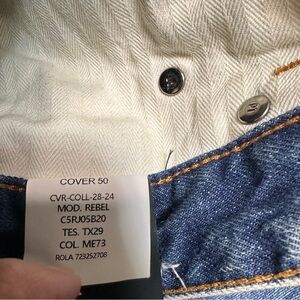 COVER 50
CVR-COLL-28-24
MOD. REBEL
C5RJ05B20
TES. TX29
COL. ME73
ROLA 723252708